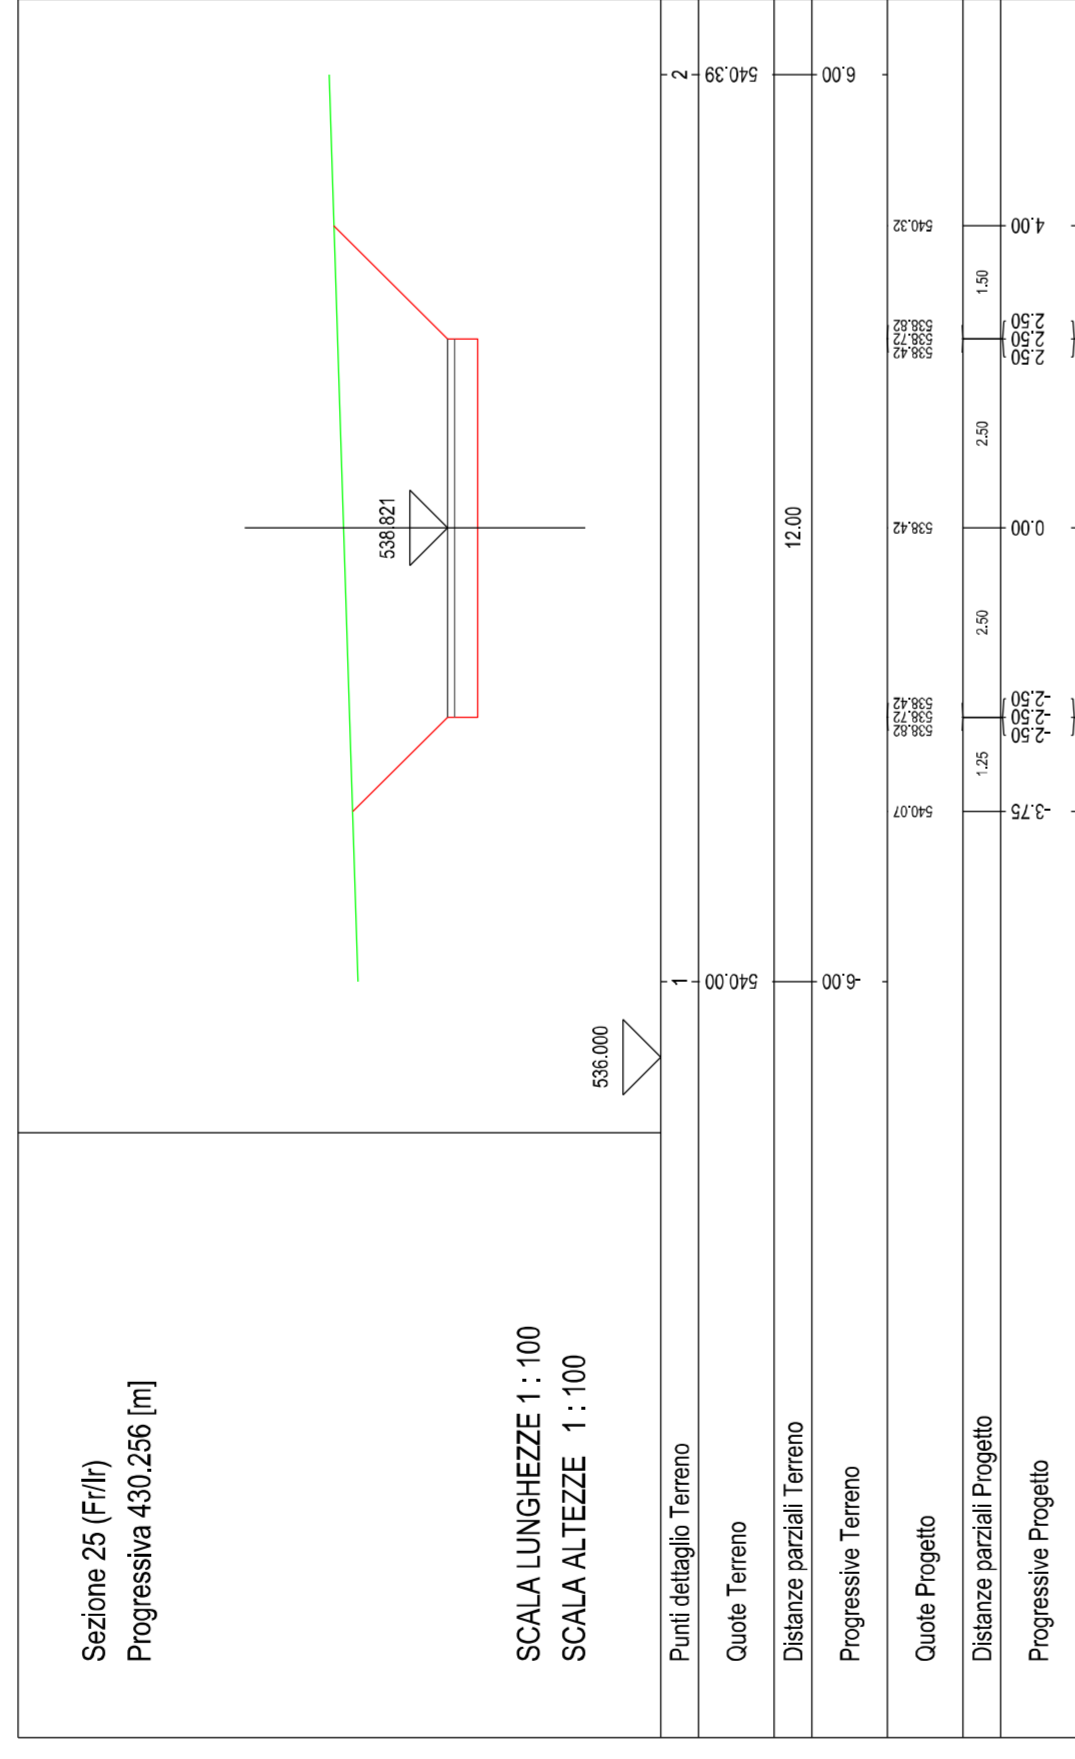 Sezione 25 (Fr/Ir)
Progressiva 430.256 [m]
SCALA LUNGHEZZE 1 : 100
SCALA ALTEZZE 1 : 100
538.821
536.000
Punti dettaglio Terreno 1 2
Quote Terreno 540.00 540.39
Distanze parziali Terreno 12.00
Progressive Terreno -6.00 6.00
Quote Progetto 540.07 538.82 538.72 538.42 538.42 538.42 538.72 538.82 540.32
Distanze parziali Progetto 1.25 2.50 2.50 1.50
Progressive Progetto -3.75 -2.50 -2.50 -2.50 0.00 2.50 2.50 2.50 4.00